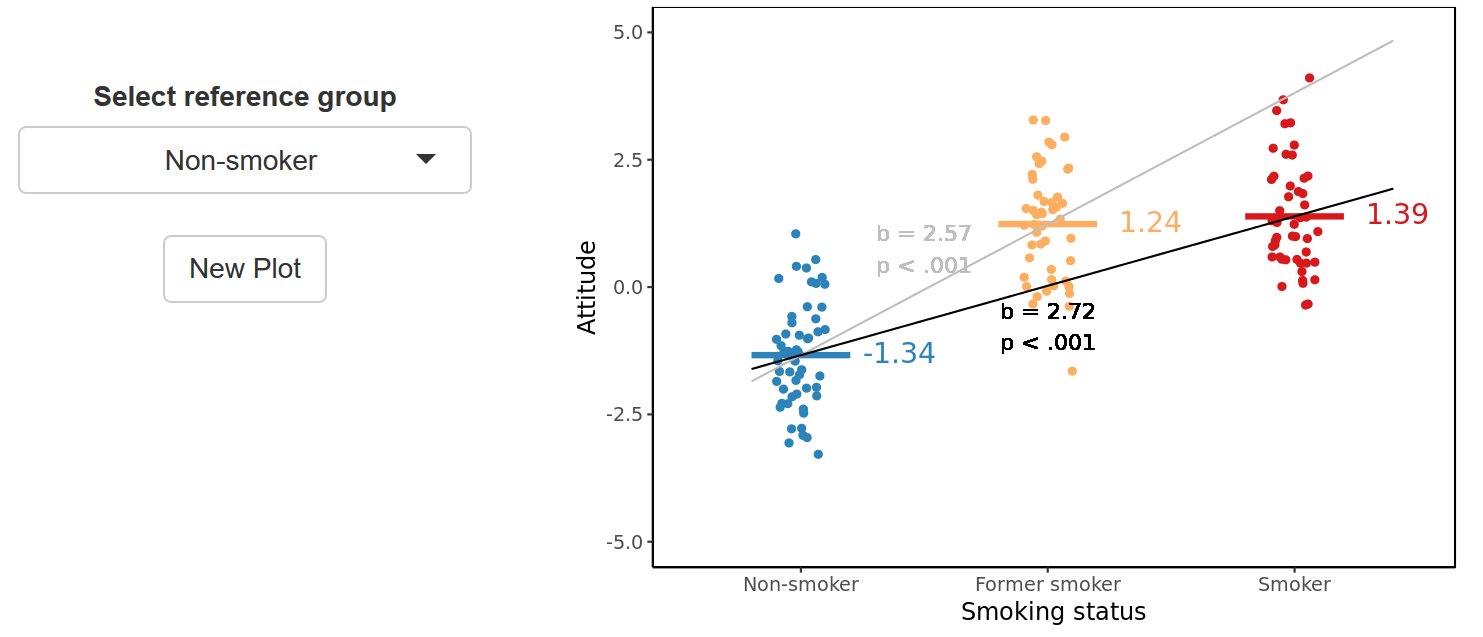 Select reference group
Non-smoker
New Plot
5.0
2.5
0.0
-2.5
-5.0
Attitude
b = 2.57
p < .001
b = 2.72
p < .001
-1.34
1.24
1.39
Non-smoker
Former smoker
Smoker
Smoking status